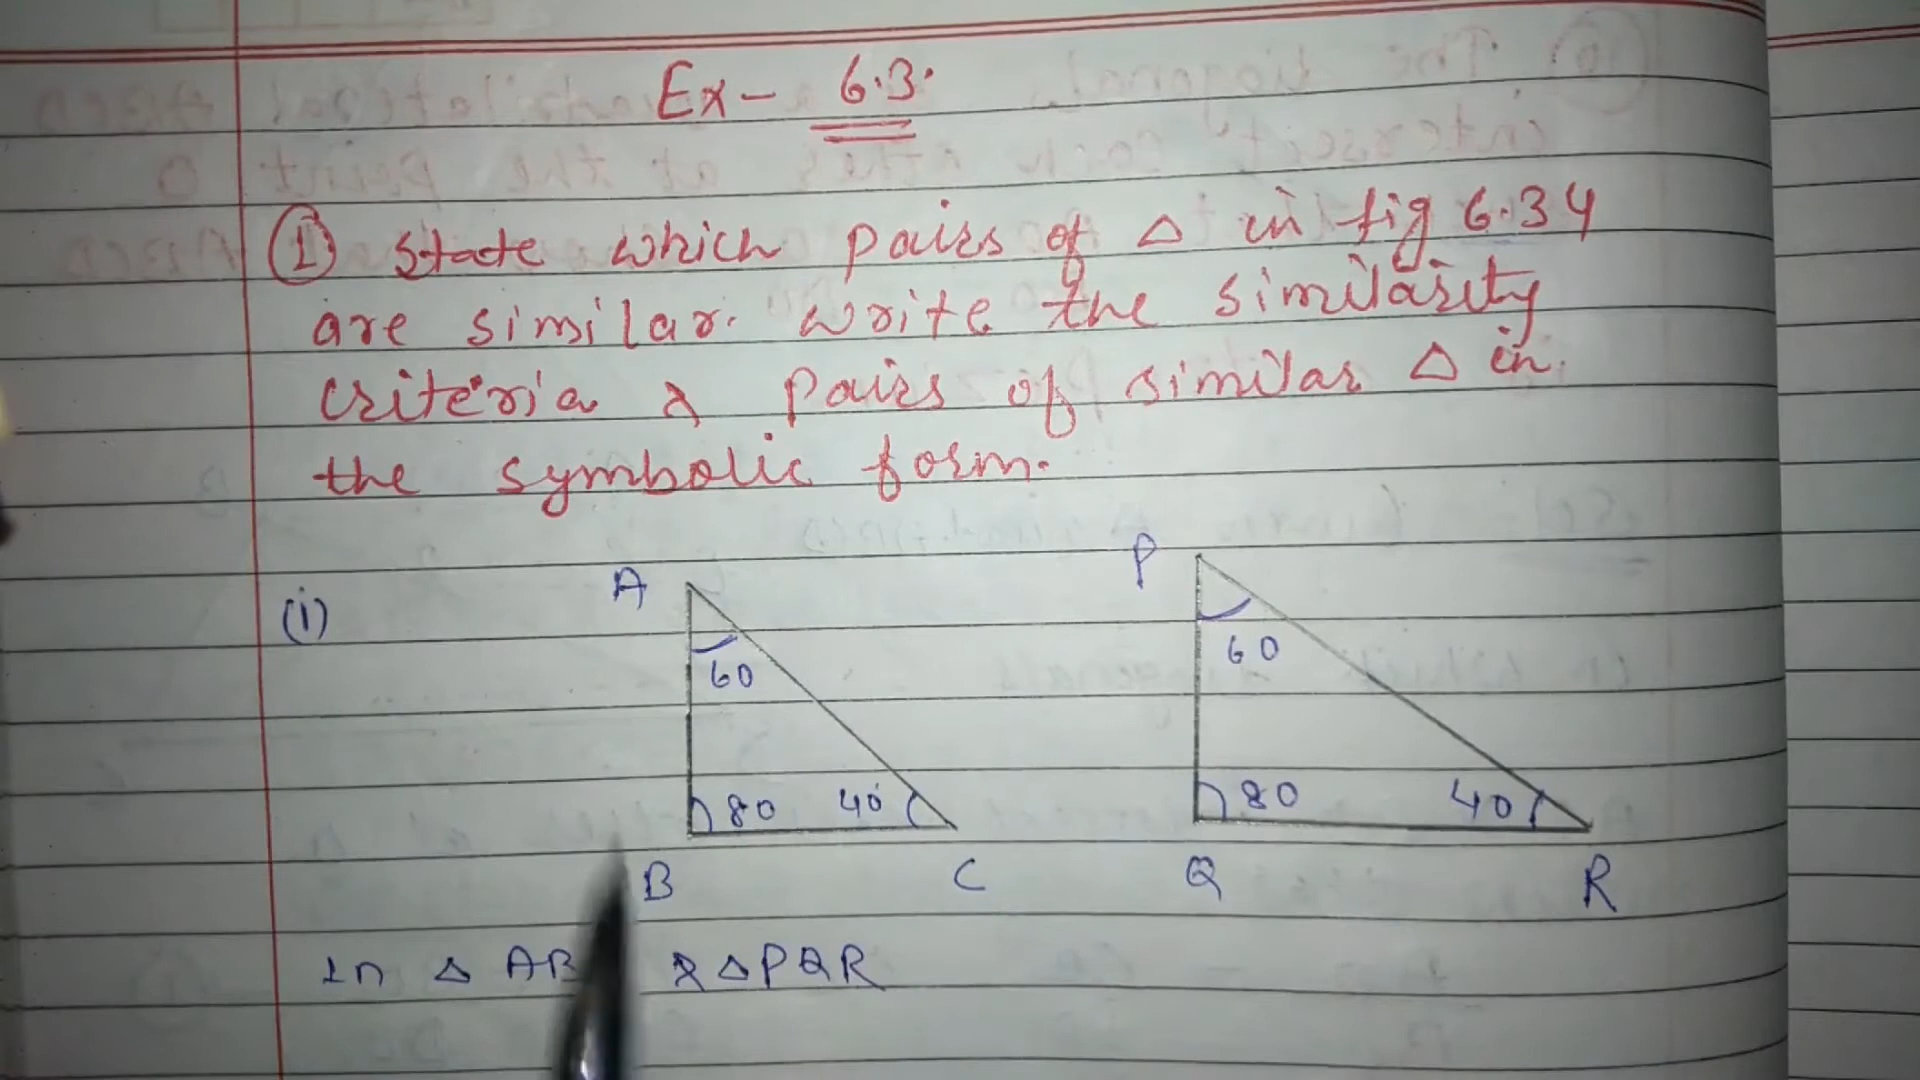 Ex- 6.3.
(1) State which pairs of △ in fig 6.34
are similar. write the similarity
criteria & pairs of similar △ in
the symbolic form.
(i)
A
60
80 40
B C
P
60
80 40
Q R
In △ AB & △PQR